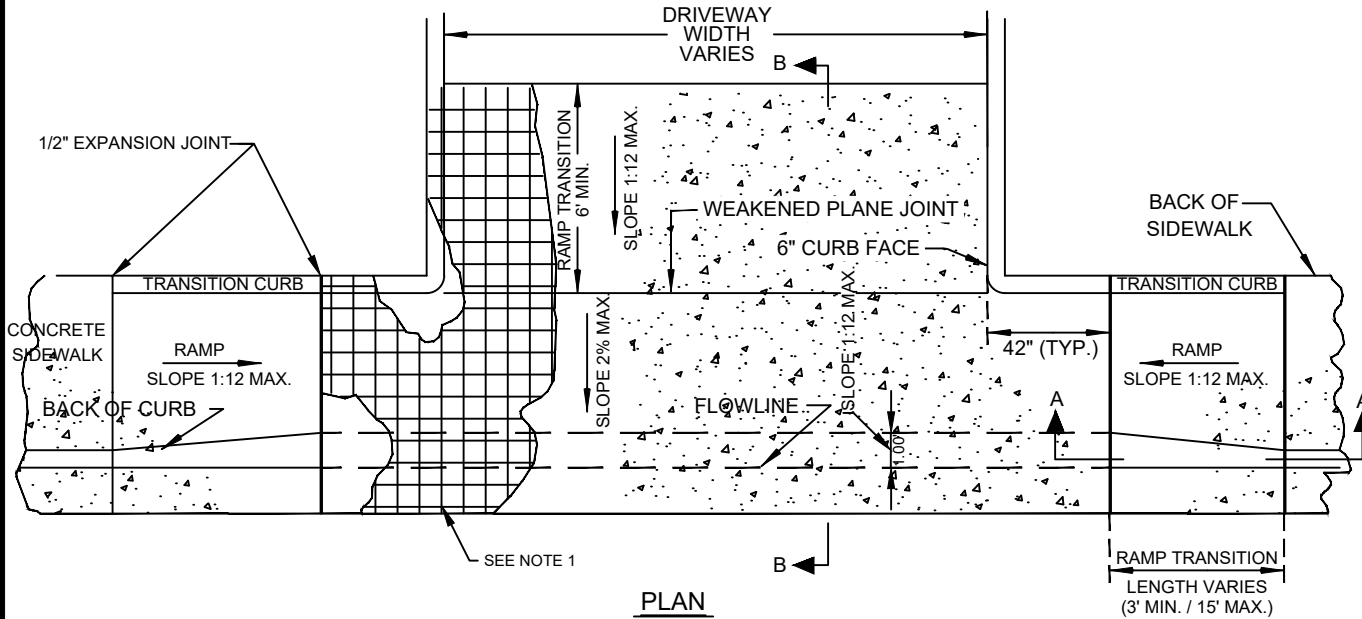 DRIVEWAY
WIDTH
VARIES
B
1/2" EXPANSION JOINT
RAMP TRANSITION
6' MIN.
SLOPE 1:12 MAX.
WEAKENED PLANE JOINT
6" CURB FACE
BACK OF
SIDEWALK
TRANSITION CURB
TRANSITION CURB
CONCRETE
SIDEWALK
RAMP
SLOPE 1:12 MAX.
SLOPE 2% MAX.
SLOPE 1:12 MAX.
42" (TYP.)
RAMP
SLOPE 1:12 MAX.
BACK OF CURB
FLOWLINE
1.00'
A
A
SEE NOTE 1
B
RAMP TRANSITION
LENGTH VARIES
(3' MIN. / 15' MAX.)
PLAN